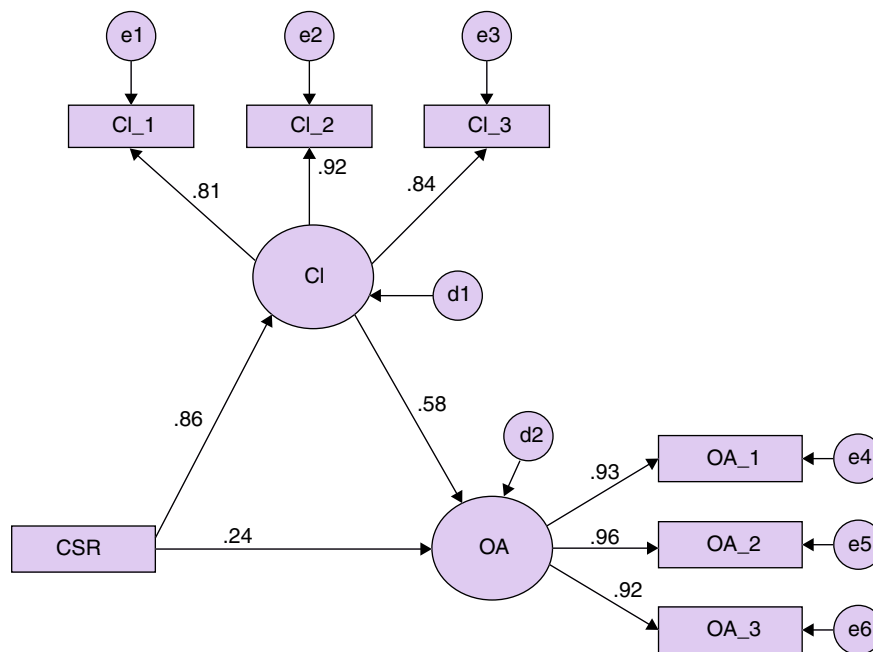 e1
e2
e3
CI_1
CI_2
CI_3
.81
.92
.84
CI
d1
.86
.58
d2
.93
OA_1
e4
CSR
.24
OA
.96
OA_2
e5
.92
OA_3
e6